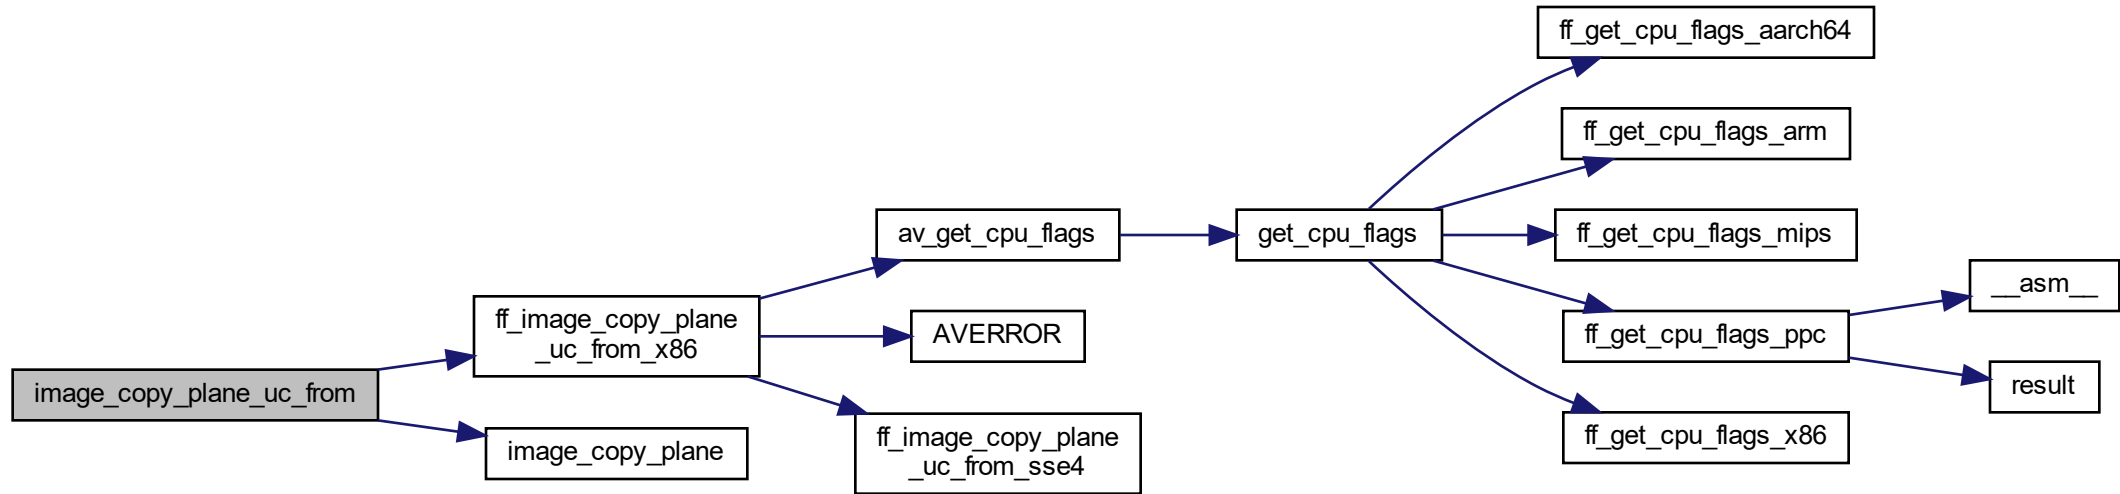 image_copy_plane_uc_from
ff_image_copy_plane
_uc_from_x86
image_copy_plane
av_get_cpu_flags
AVERROR
ff_image_copy_plane
_uc_from_sse4
get_cpu_flags
ff_get_cpu_flags_aarch64
ff_get_cpu_flags_arm
ff_get_cpu_flags_mips
ff_get_cpu_flags_ppc
ff_get_cpu_flags_x86
__asm__
result